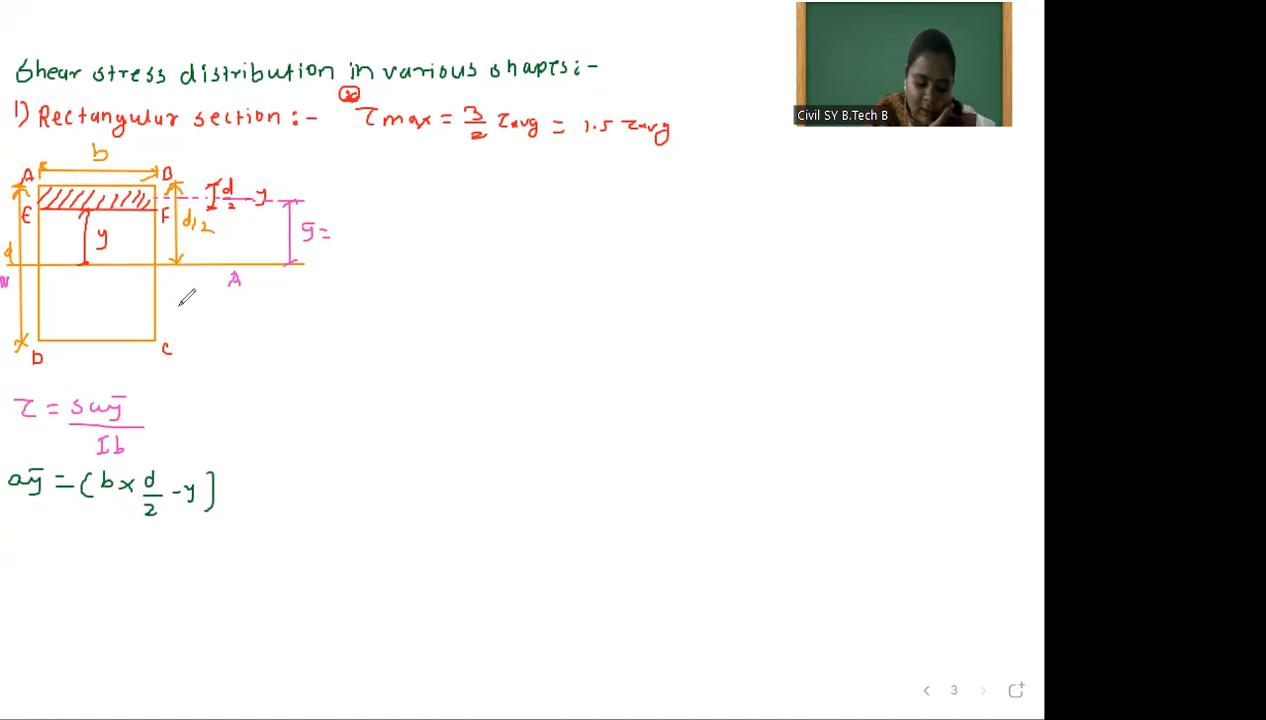 Shear stress distribution in various shapes:-
1) Rectangular section :- * τmax = 3/2 τavg = 1.5 τavg
Civil SY B.Tech B
b
A B
d/2 - y
E F
d/2
y
ȳ =
d
N A
D C
τ = saȳ / Ib
aȳ = ( b × d/2 - y )
3